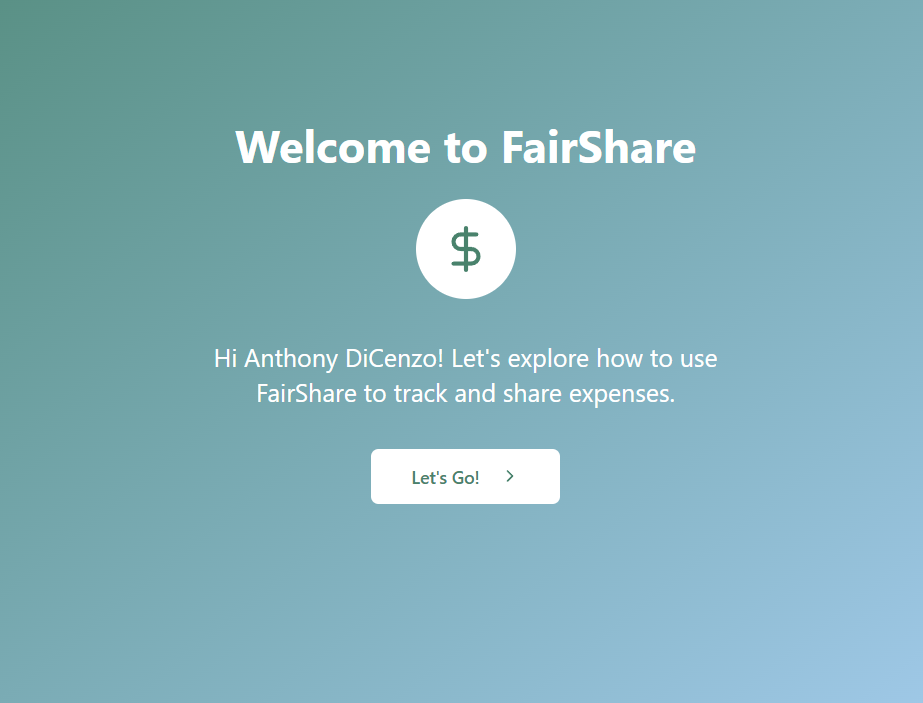 Welcome to FairShare
$
Hi Anthony DiCenzo! Let's explore how to use
FairShare to track and share expenses.
Let's Go!